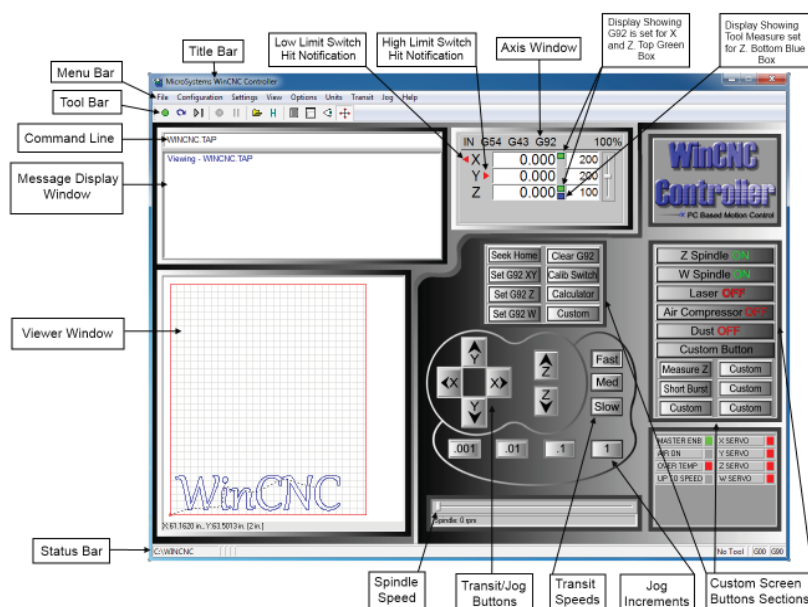 Title Bar
Low Limit Switch
Hit Notification
High Limit Switch
Hit Notification
Axis Window
Display Showing
G92 is set for X
and Z. Top Green
Box
Display Showing
Tool Measure set
for Z. Bottom Blue
Box
Menu Bar
Tool Bar
Command Line
Message Display
Window
Viewer Window
Status Bar
MicroSystems WinCNC Controller
File Configuration Settings View Options Units Transit Jog Help
H
WINCNC.TAP
Viewing - WINCNC.TAP
IN G54 G43 G92 100%
X 0.000 200
Y 0.000 200
Z 0.000 100
WinCNC
Controller
PC Based Motion Control
Seek Home Clear G92
Set G92 XY Calib Switch
Set G92 Z Calculator
Set G92 W Custom
Z Spindle ON
W Spindle ON
Laser OFF
Air Compressor OFF
Dust OFF
Custom Button
Measure Z Custom
Short Burst Custom
Custom Custom
Y
X X
Y
Z
Z
Fast
Med
Slow
.001 .01 .1 1
MASTER ENB X SERVO
AIR ON Y SERVO
OVER TEMP Z SERVO
UP TO SPEED W SERVO
WinCNC
X:61.1620 in., Y:63.5013 in. [2 in.]
Spindle: 0 rpm
C:\WINCNC
No Tool G00 G90
Spindle
Speed
Transit/Jog
Buttons
Transit
Speeds
Jog
Increments
Custom Screen
Buttons Sections